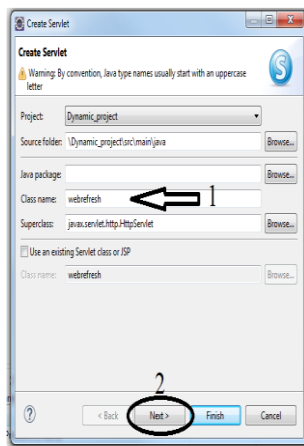 Create Servlet
Create Servlet
Warning: By convention, Java type names usually start with an uppercase
letter
Project: Dynamic_project
Source folder: \Dynamic_project\src\main\java Browse...
Java package: Browse...
Class name: webrefresh 1
Superclass: javax.servlet.http.HttpServlet Browse...
Use an existing Servlet class or JSP
Class name: webrefresh Browse...
2
? < Back Next > Finish Cancel